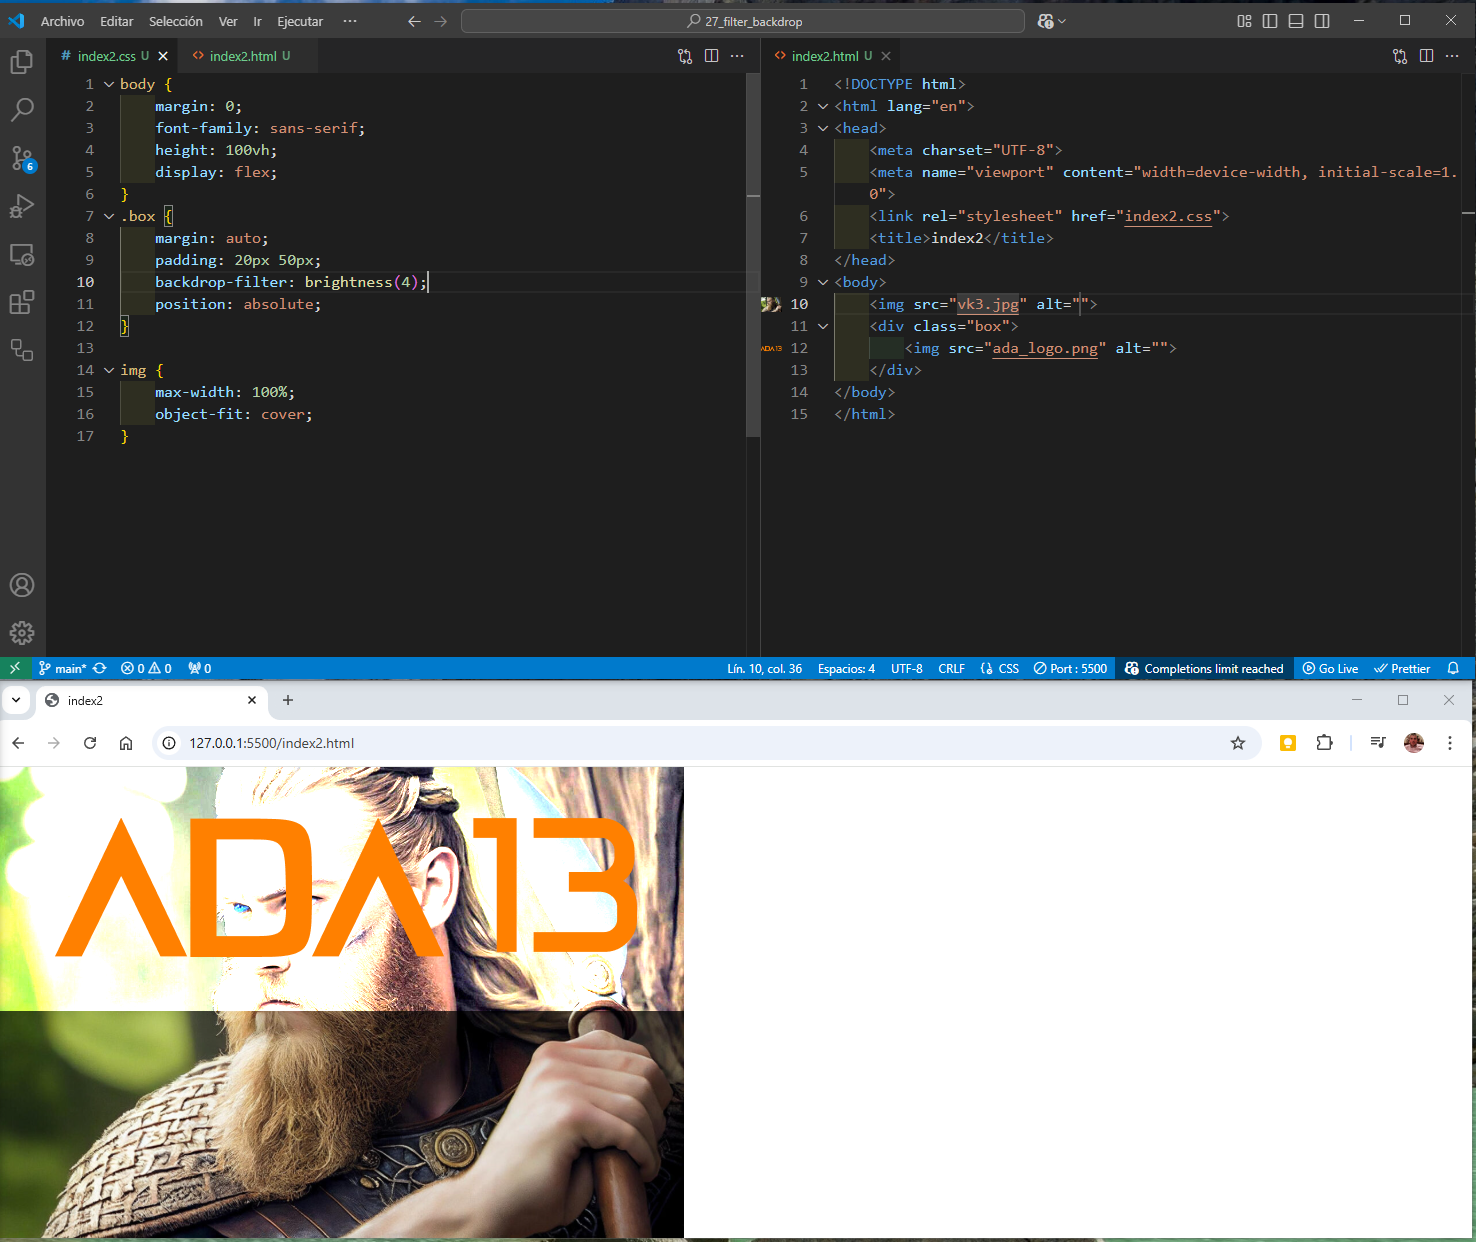 Archivo Editar Selección Ver Ir Ejecutar ··· 27_filter_backdrop
# index2.css U <> index2.html U
1 body {
2 margin: 0;
3 font-family: sans-serif;
4 height: 100vh;
5 display: flex;
6 }
7 .box {
8 margin: auto;
9 padding: 20px 50px;
10 backdrop-filter: brightness(4);
11 position: absolute;
12 }
13
14 img {
15 max-width: 100%;
16 object-fit: cover;
17 }
<> index2.html U
1 <!DOCTYPE html>
2 <html lang="en">
3 <head>
4 <meta charset="UTF-8">
5 <meta name="viewport" content="width=device-width, initial-scale=1.
0">
6 <link rel="stylesheet" href="index2.css">
7 <title>index2</title>
8 </head>
9 <body>
10 <img src="vk3.jpg" alt="">
11 <div class="box">
ADA 13 12 <img src="ada_logo.png" alt="">
13 </div>
14 </body>
15 </html>
6
main* 0 0 0 Lín. 10, col. 36 Espacios: 4 UTF-8 CRLF {} CSS Port : 5500 Completions limit reached Go Live Prettier
index2
127.0.0.1:5500/index2.html
ADA 13